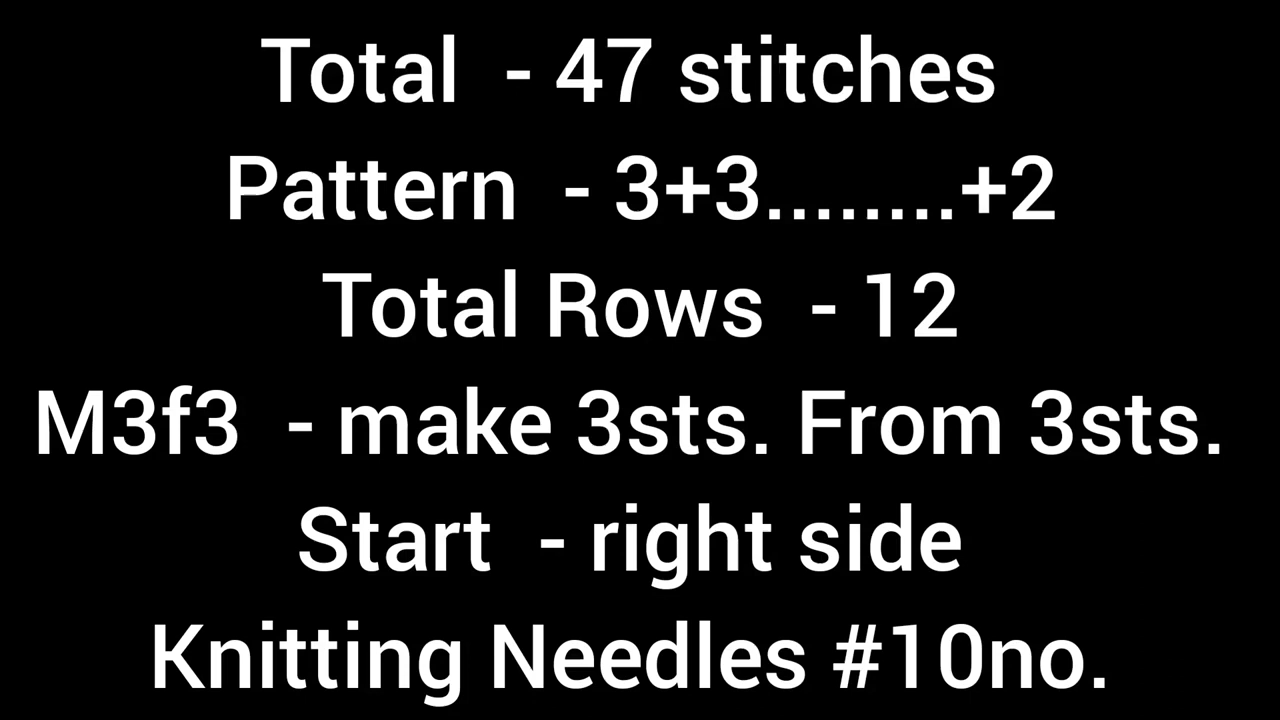 Total - 47 stitches
Pattern - 3+3........+2
Total Rows - 12
M3f3 - make 3sts. From 3sts.
Start - right side
Knitting Needles #10no.